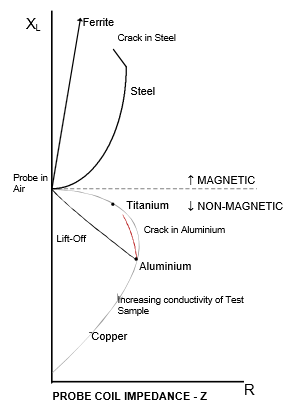 X_L
Ferrite
Crack in Steel
Steel
Probe in
Air
↑ MAGNETIC
Titanium
↓ NON-MAGNETIC
Crack in Aluminium
Lift-Off
Aluminium
Increasing conductivity of Test
Sample
Copper
R
PROBE COIL IMPEDANCE - Z